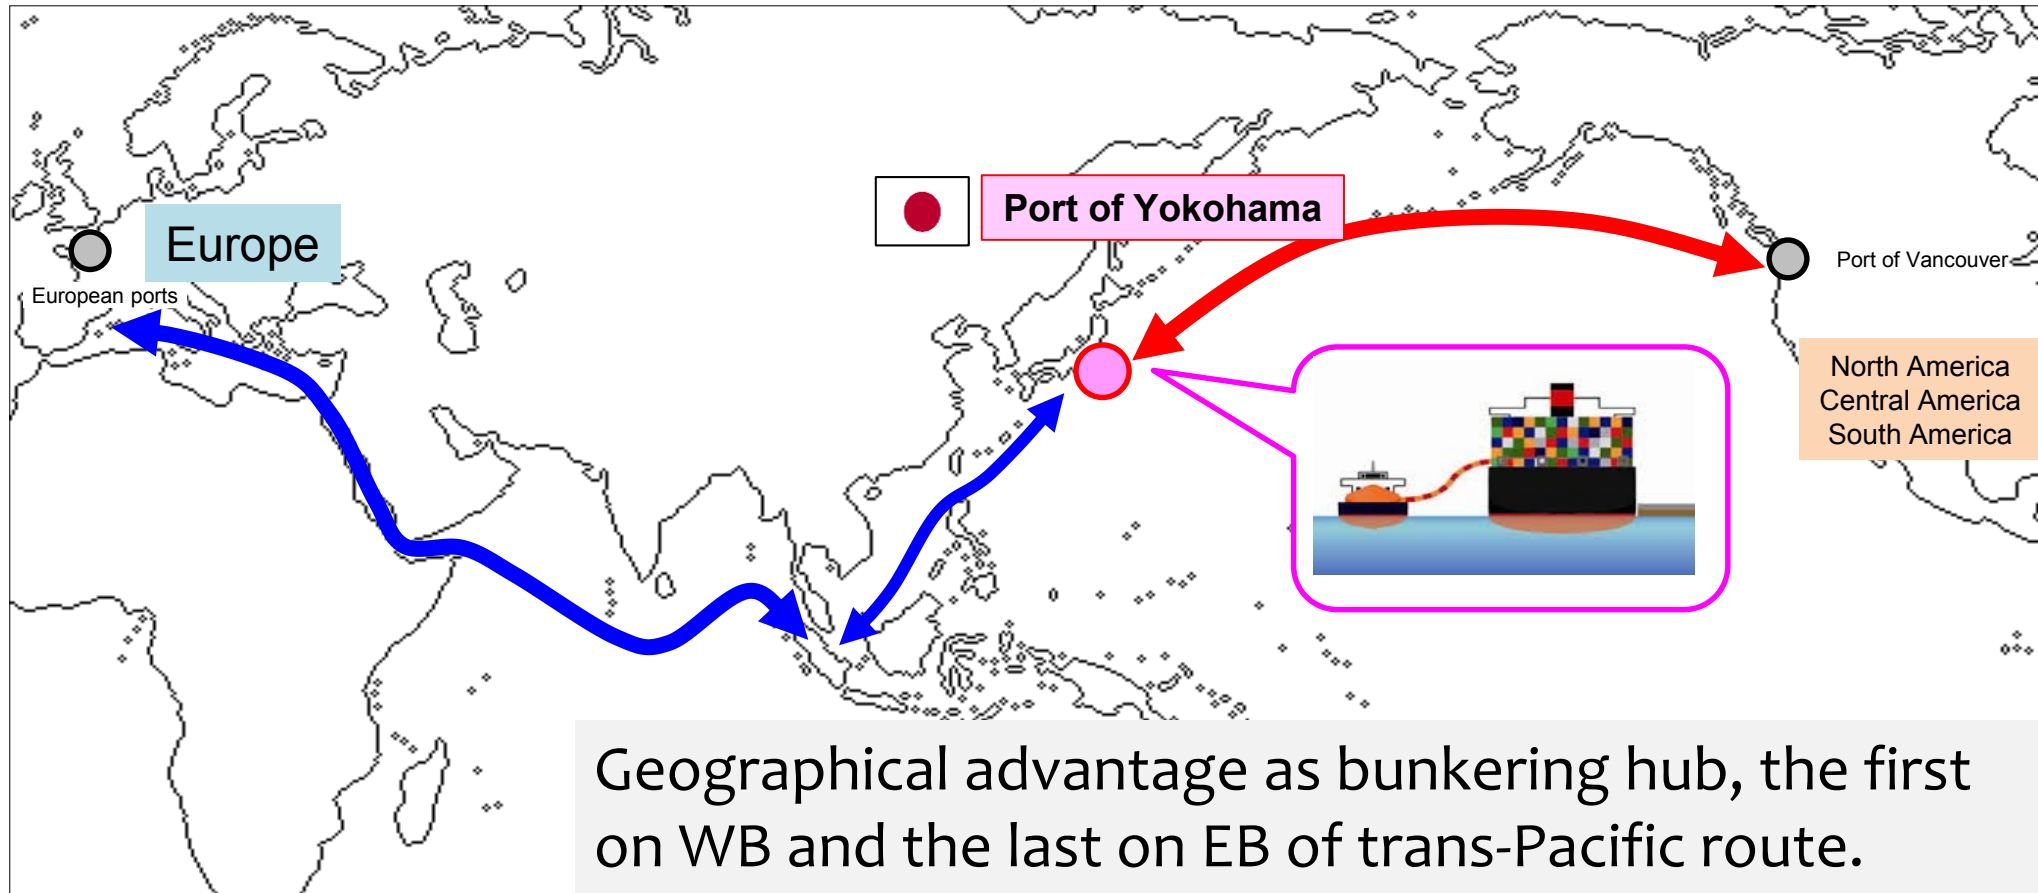 Port of Yokohama
Europe
European ports
Port of Vancouver
North America
Central America
South America
Geographical advantage as bunkering hub, the first
on WB and the last on EB of trans-Pacific route.